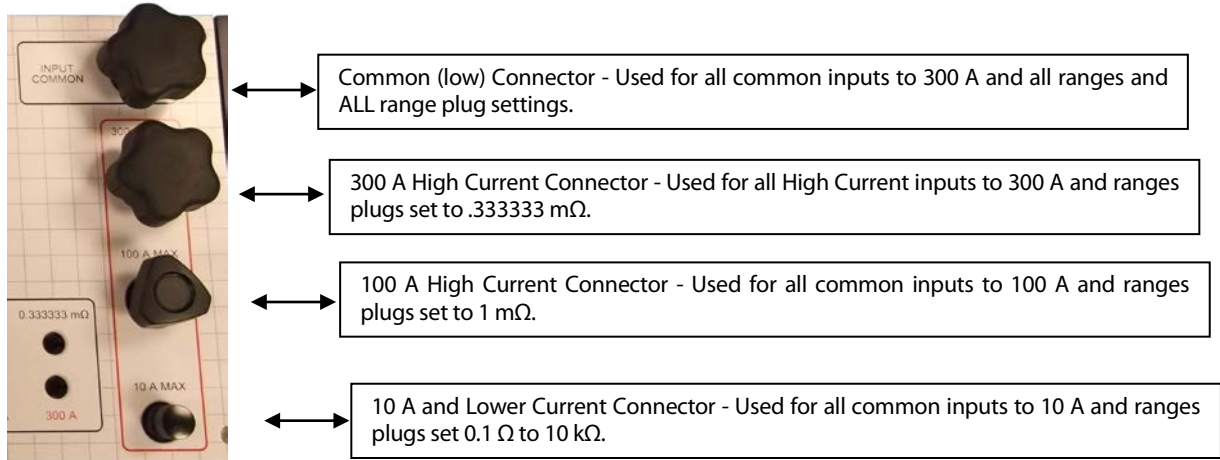 INPUT
COMMON
Common (low) Connector - Used for all common inputs to 300 A and all ranges and
ALL range plug settings.
300
300 A High Current Connector - Used for all High Current inputs to 300 A and ranges
plugs set to .333333 mΩ.
100 A MAX
100 A High Current Connector - Used for all common inputs to 100 A and ranges
plugs set to 1 mΩ.
0.333333 mΩ
300 A
10 A MAX
10 A and Lower Current Connector - Used for all common inputs to 10 A and ranges
plugs set 0.1 Ω to 10 kΩ.